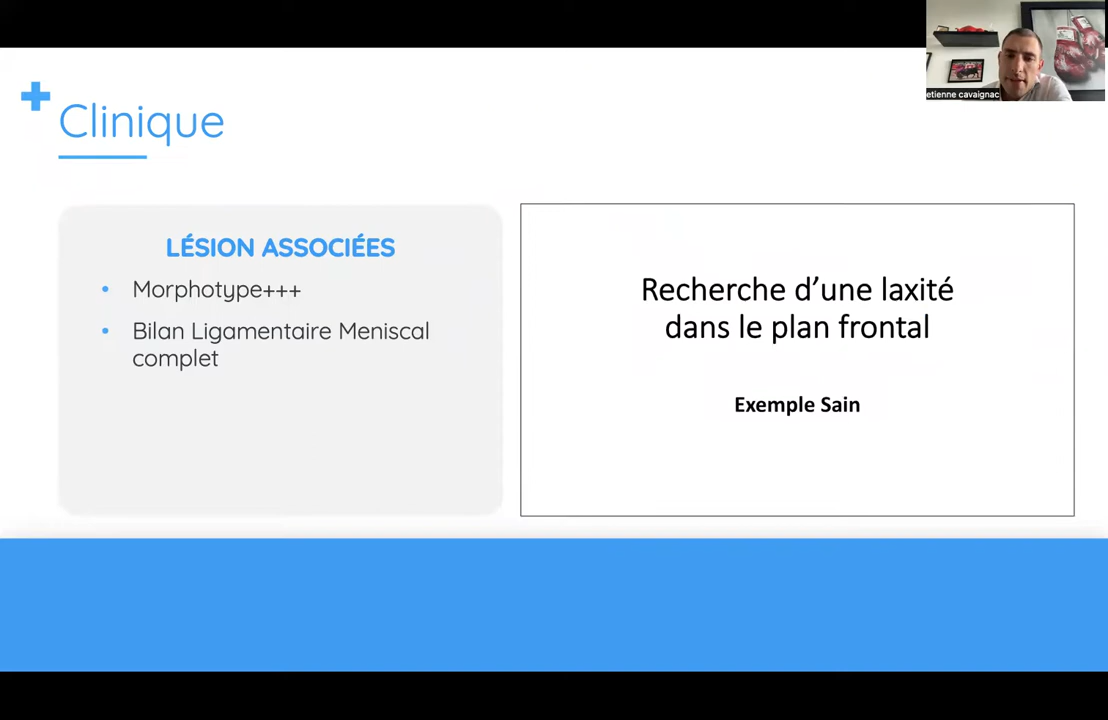 etienne cavaignac
Clinique
LÉSION ASSOCIÉES
• Morphotype+++
• Bilan Ligamentaire Meniscal
complet
Recherche d’une laxité
dans le plan frontal
Exemple Sain